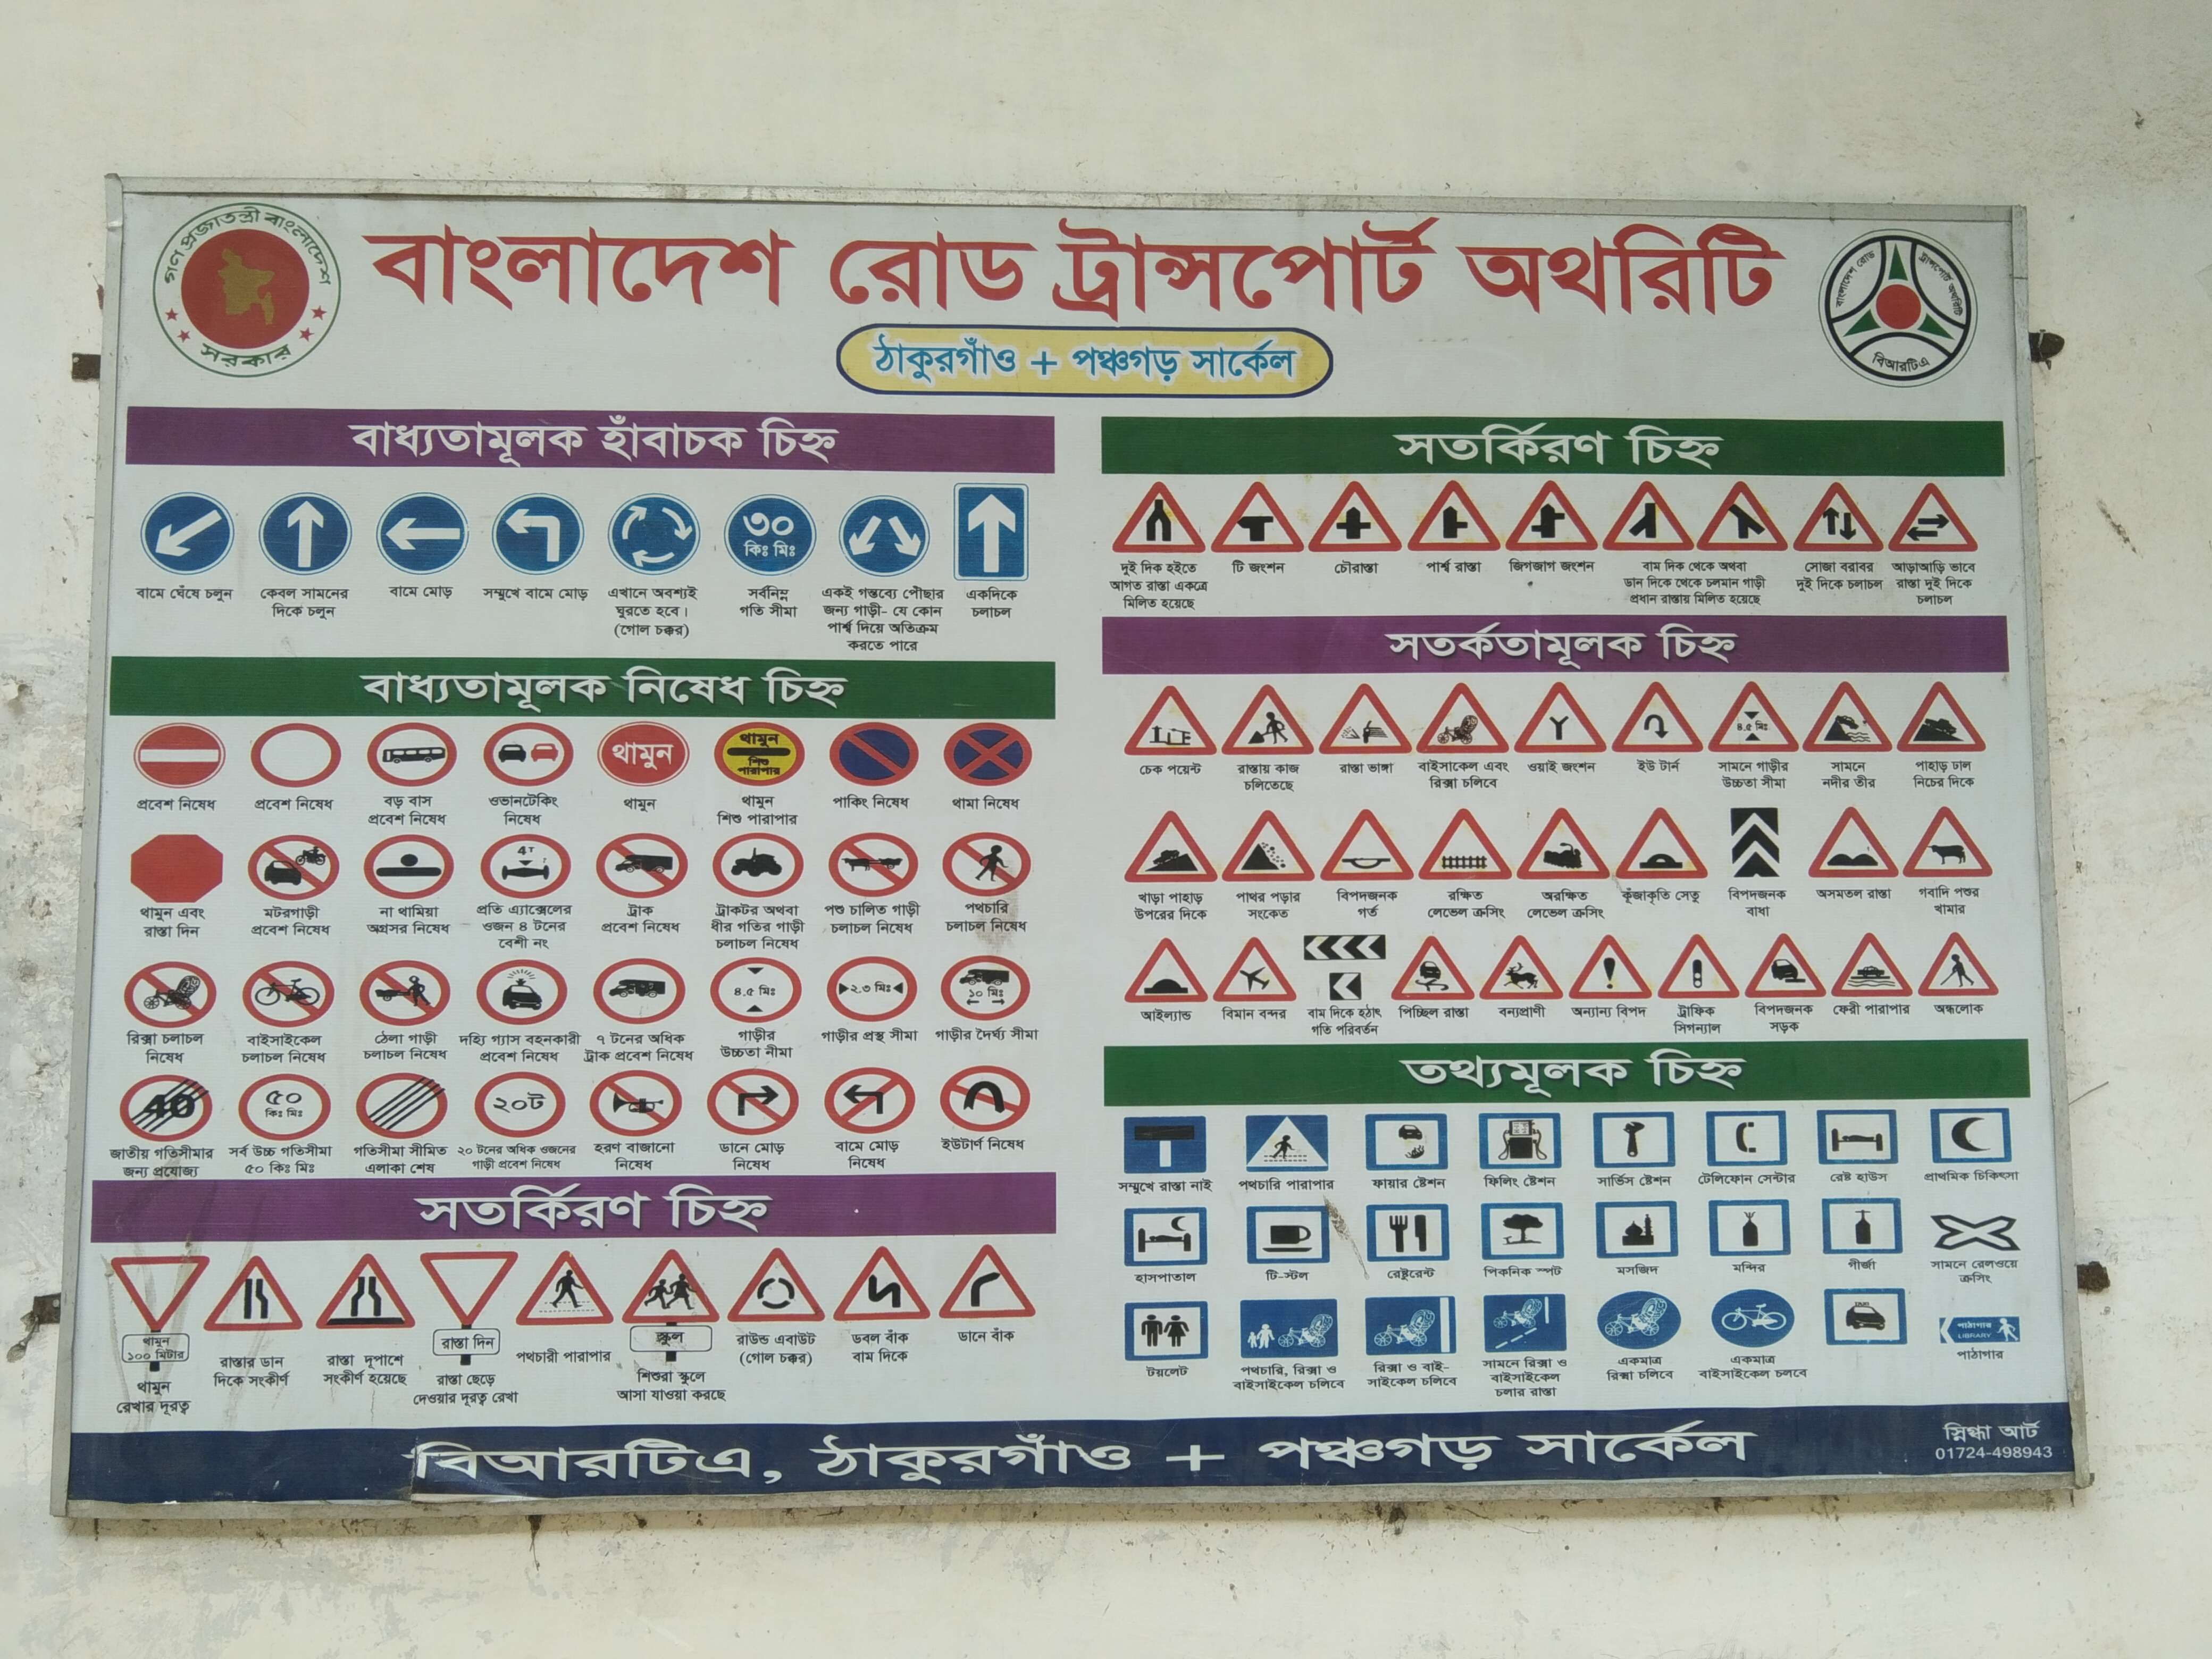 গণ প্রজাতন্ত্রী বাংলাদেশ
সরকার
বাংলাদেশ রোড ট্রান্সপোর্ট অথরিটি
ঠাকুরগাঁও + পঞ্চগড় সার্কেল
বাংলাদেশ রোড ট্রান্সপোর্ট অথরিটি
বিআরটিএ
বাধ্যতামূলক হাঁবাচক চিহ্ন
৩০
কিঃ মিঃ
বামে ঘেঁষে চলুন
কেবল সামনের
দিকে চলুন
বামে মোড়
সম্মুখে বামে মোড়
এখানে অবশ্যই
ঘুরতে হবে।
(গোল চক্কর)
সর্বনিম্ন
গতি সীমা
একই গন্তব্যে পৌছার
জন্য গাড়ী- যে কোন
পার্শ্ব দিয়ে অতিক্রম
করতে পারে
একদিকে
চলাচল
বাধ্যতামূলক নিষেধ চিহ্ন
প্রবেশ নিষেধ
প্রবেশ নিষেধ
বড় বাস
প্রবেশ নিষেধ
ওভানটেকিং
নিষেধ
থামুন
থামুন
থামুন
শিশু
পারাপার
থামুন
শিশু পারাপার
পাকিং নিষেধ
থামা নিষেধ
থামুন এবং
রাস্তা দিন
মটরগাড়ী
প্রবেশ নিষেধ
না থামিয়া
অগ্রসর নিষেধ
4T
প্রতি এ্যাক্সেলের
ওজন ৪ টনের
বেশী নং
ট্রাক
প্রবেশ নিষেধ
ট্রাকটর অথবা
ধীর গতির গাড়ী
চলাচল নিষেধ
পশু চালিত গাড়ী
চলাচল নিষেধ
পথচারি
চলাচল নিষেধ
রিক্সা চলাচল
নিষেধ
বাইসাইকেল
চলাচল নিষেধ
ঠেলা গাড়ী
চলাচল নিষেধ
দহ্যি গ্যাস বহনকারী
প্রবেশ নিষেধ
৭ টনের অধিক
ট্রাক প্রবেশ নিষেধ
৪.৫ মিঃ
গাড়ীর
উচ্চতা নীমা
২.৩ মিঃ
গাড়ীর প্রস্থ সীমা
১০ মিঃ
গাড়ীর দৈর্ঘ্য সীমা
40
জাতীয় গতিসীমার
জন্য প্রযোজ্য
৫০
কিঃ মিঃ
সর্ব উচ্চ গতিসীমা
৫০ কিঃ মিঃ
গতিসীমা সীমিত
এলাকা শেষ
২০ট
২০ টনের অধিক ওজনের
গাড়ী প্রবেশ নিষেধ
হরণ বাজানো
নিষেধ
ডানে মোড়
নিষেধ
বামে মোড়
নিষেধ
ইউটার্ণ নিষেধ
সতর্কিরণ চিহ্ন
থামুন
১০০ মিটার
থামুন
রেখার দূরত্ব
রাস্তার ডান
দিকে সংকীর্ণ
রাস্তা দূপাশে
সংকীর্ণ হয়েছে
রাস্তা দিন
রাস্তা ছেড়ে
দেওয়ার দূরত্ব রেখা
পথচারী পারাপার
স্কুল
শিশুরা স্কুলে
আসা যাওয়া করছে
রাউন্ড এবাউট
(গোল চক্কর)
ডবল বাঁক
বাম দিকে
ডানে বাঁক
সতর্কিরণ চিহ্ন
দুই দিক হইতে
আগত রাস্তা একত্রে
মিলিত হয়েছে
টি জংশন
চৌরাস্তা
পার্শ্ব রাস্তা
জিগজাগ জংশন
বাম দিক থেকে অথবা
ডান দিকে থেকে চলমান গাড়ী
প্রধান রাস্তায় মিলিত হয়েছে
সোজা বরাবর
দুই দিকে চলাচল
আড়াআড়ি ভাবে
রাস্তা দুই দিকে
চলাচল
সতর্কতামূলক চিহ্ন
চেক পয়েন্ট
রাস্তায় কাজ
চলিতেছে
রাস্তা ভাঙ্গা
বাইসাকেল এবং
রিক্সা চলিবে
ওয়াই জংশন
ইউ টার্ন
৪.৫ মিঃ
সামনে গাড়ীর
উচ্চতা সীমা
সামনে
নদীর তীর
পাহাড় ঢাল
নিচের দিকে
খাড়া পাহাড়
উপরের দিকে
পাথর পড়ার
সংকেত
বিপদজনক
গর্ত
রক্ষিত
লেভেল ক্রসিং
অরক্ষিত
লেভেল ক্রসিং
কূঁজাকৃতি সেতু
বিপদজনক
বাধা
অসমতল রাস্তা
গবাদি পশুর
খামার
আইল্যান্ড
বিমান বন্দর
বাম দিকে হঠাৎ
গতি পরিবর্তন
পিচ্ছিল রাস্তা
বন্যপ্রাণী
অন্যান্য বিপদ
ট্রাফিক
সিগন্যাল
বিপদজনক
সড়ক
ফেরী পারাপার
অন্ধলোক
তথ্যমূলক চিহ্ন
সম্মুখে রাস্তা নাই
পথচারি পারাপার
ফায়ার ষ্টেশন
ফিলিং ষ্টেশন
সার্ভিস ষ্টেশন
টেলিফোন সেন্টার
রেষ্ট হাউস
প্রাথমিক চিকিৎসা
হাসপাতাল
টি-স্টল
রেষ্টুরেন্ট
পিকনিক স্পট
মসজিদ
মন্দির
গীর্জা
সামনে রেলওয়ে
ক্রসিং
টয়লেট
পথচারি, রিক্সা ও
বাইসাইকেল চলিবে
রিক্সা ও বাই-
সাইকেল চলিবে
সামনে রিক্সা ও
বাইসাইকেল
চলার রাস্তা
একমাত্র
রিক্সা চলিবে
একমাত্র
বাইসাইকেল চলবে
TAXI
পাঠাগার
LIBRARY
পাঠাগার
বিআরটিএ, ঠাকুরগাঁও + পঞ্চগড় সার্কেল
স্নিগ্ধা আর্ট
01724-498943